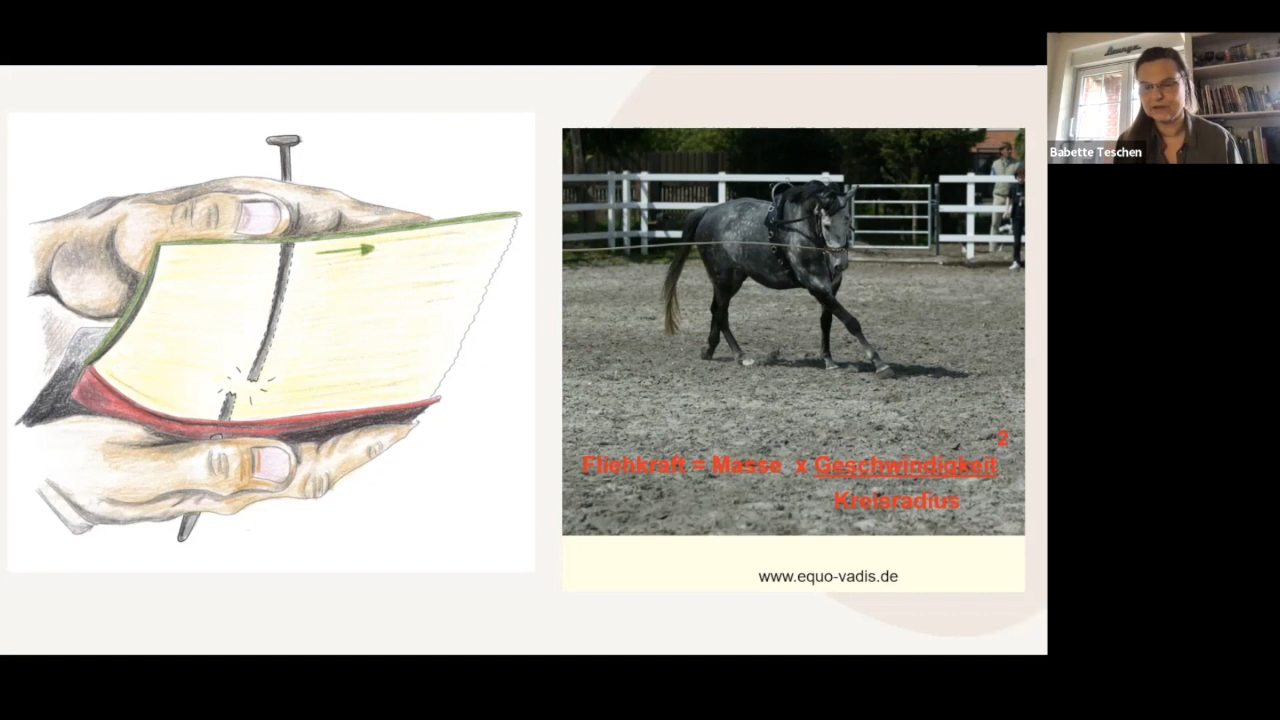 Babette Teschen
2
Fliehkraft = Masse x Geschwindigkeit
Kreisradius
www.equo-vadis.de